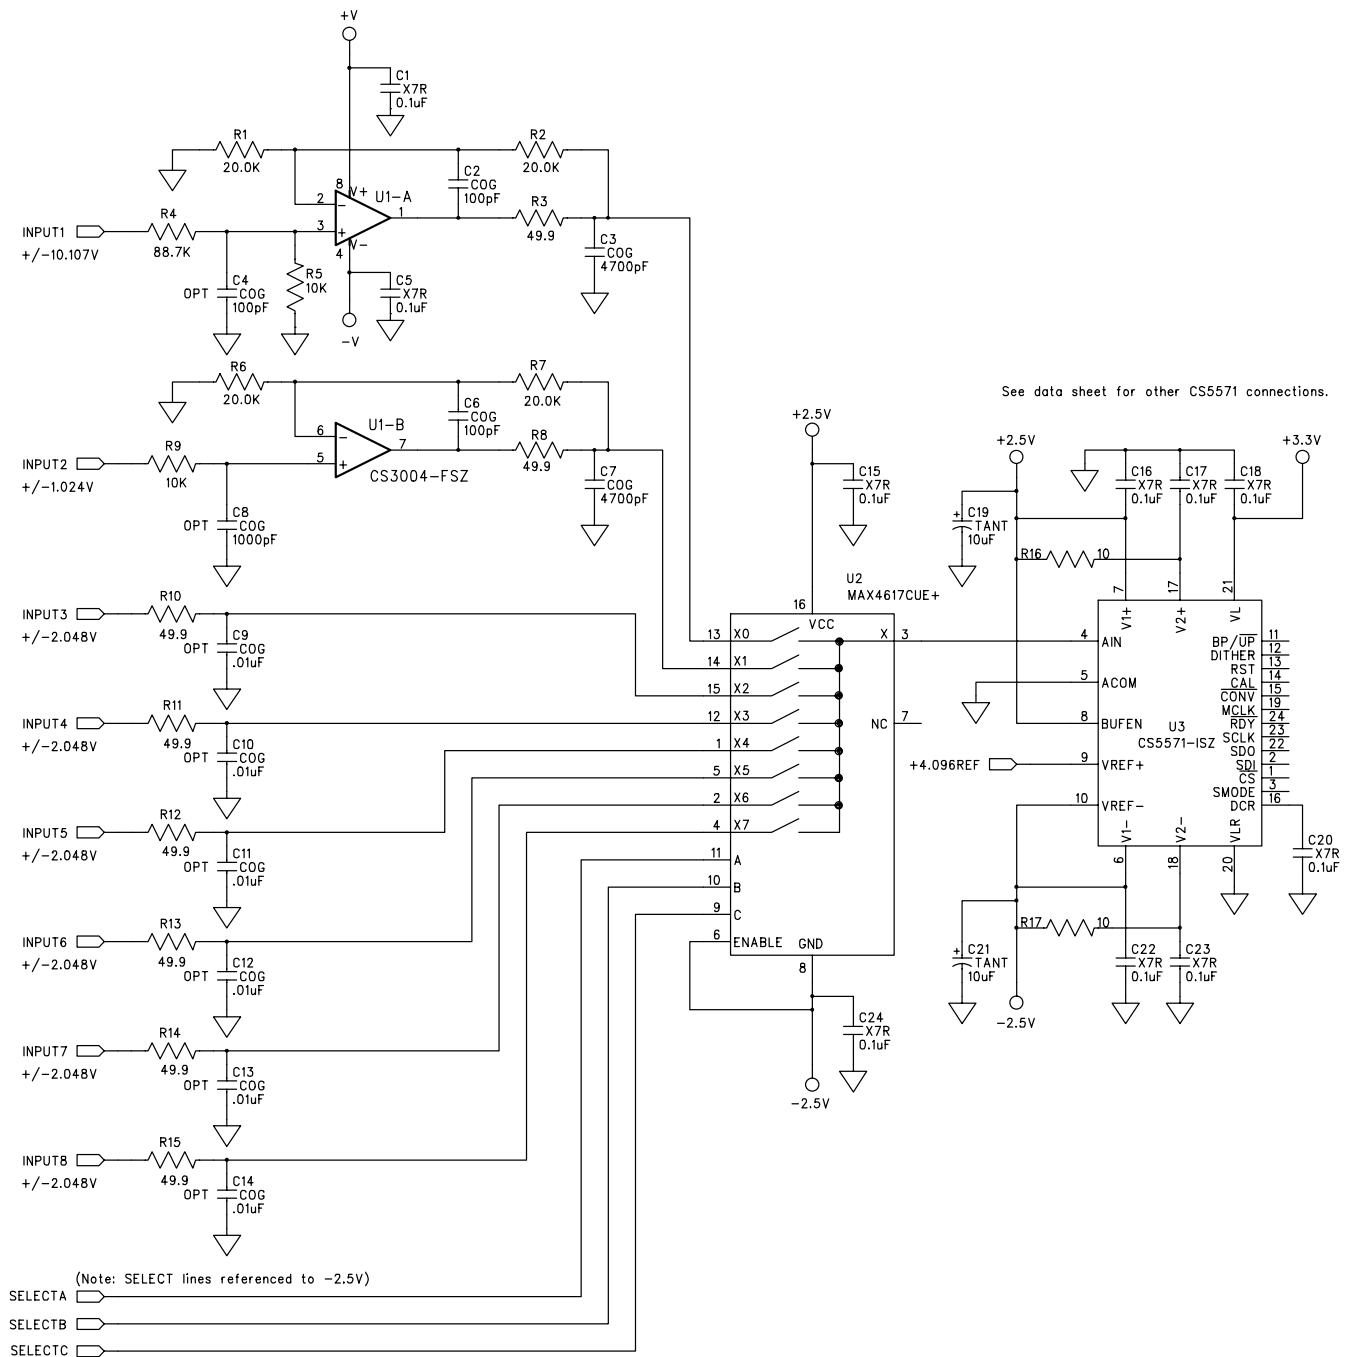 +V
C1
X7R
0.1uF
R1
20.0K
R2
20.0K
C2
COG
100pF
8
V+
U1-A
2
-
1
3
+
V-
4
R3
49.9
INPUT1
+/-10.107V
R4
88.7K
C3
COG
4700pF
OPT
C4
COG
100pF
R5
10K
C5
X7R
0.1uF
-V
R6
20.0K
R7
20.0K
C6
COG
100pF
U1-B
6
-
7
5
+
CS3004-FSZ
R8
49.9
INPUT2
+/-1.024V
R9
10K
C7
COG
4700pF
OPT
C8
COG
1000pF
See data sheet for other CS5571 connections.
INPUT3
+/-2.048V
R10
49.9
OPT
C9
COG
.01uF
INPUT4
+/-2.048V
R11
49.9
OPT
C10
COG
.01uF
INPUT5
+/-2.048V
R12
49.9
OPT
C11
COG
.01uF
INPUT6
+/-2.048V
R13
49.9
OPT
C12
COG
.01uF
INPUT7
+/-2.048V
R14
49.9
OPT
C13
COG
.01uF
INPUT8
+/-2.048V
R15
49.9
OPT
C14
COG
.01uF
(Note: SELECT lines referenced to -2.5V)
SELECTA
SELECTB
SELECTC
+2.5V
C15
X7R
0.1uF
U2
MAX4617CUE+
16
VCC
13 X0
X 3
14 X1
15 X2
12 X3
NC 7
1 X4
5 X5
2 X6
4 X7
11 A
10 B
9 C
6 ENABLE
GND
8
C24
X7R
0.1uF
-2.5V
+2.5V
+3.3V
C16
X7R
0.1uF
C17
X7R
0.1uF
C18
X7R
0.1uF
+
C19
TANT
10uF
R16
10
7
17
21
V1+
V2+
VL
4 AIN
5 ACOM
8 BUFEN
+4.096REF
9 VREF+
10 VREF-
U3
CS5571-ISZ
BP/UP 11
DITHER 12
RST 13
CAL 14
CONV 15
MCLK 19
RDY 24
SCLK 23
SDO 22
SDI 2
CS 1
SMODE 3
DCR 16
V1-
V2-
VLR
6
18
20
C20
X7R
0.1uF
R17
10
+
C21
TANT
10uF
C22
X7R
0.1uF
C23
X7R
0.1uF
-2.5V